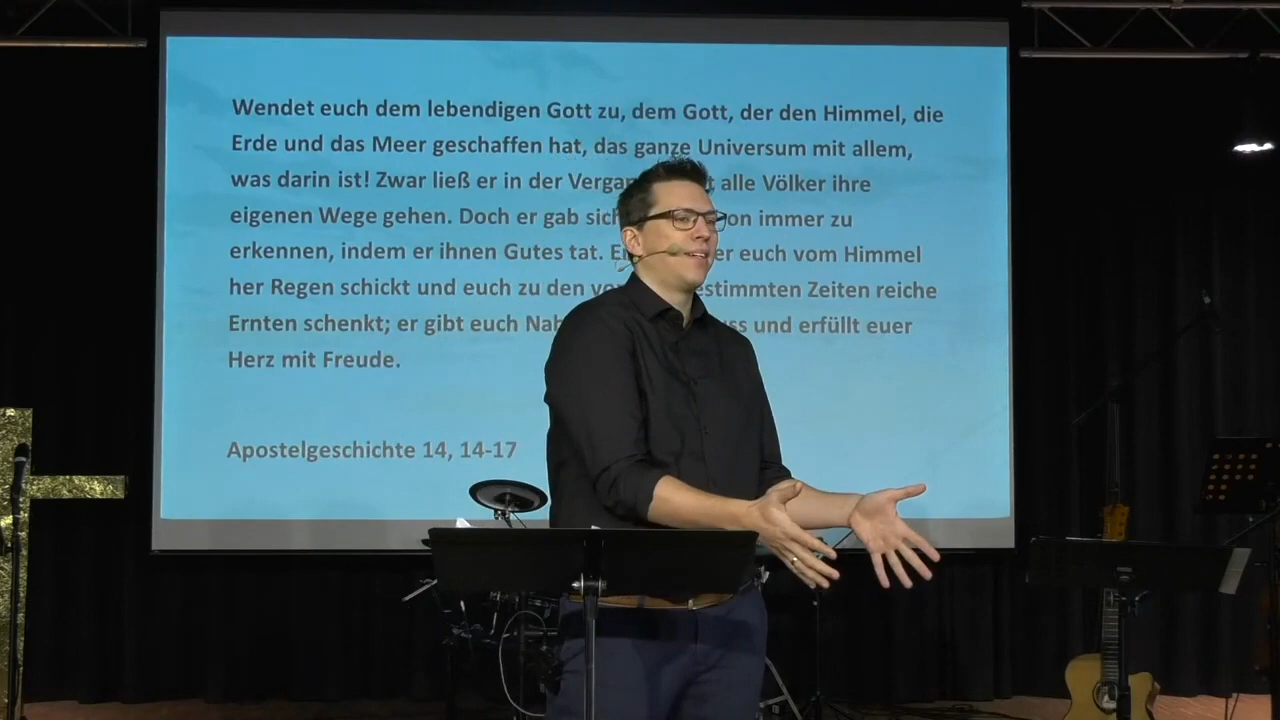 Wendet euch dem lebendigen Gott zu, dem Gott, der den Himmel, die
Erde und das Meer geschaffen hat, das ganze Universum mit allem,
was darin ist! Zwar ließ er in der alle Völker ihre
eigenen Wege gehen. Doch er gab immer zu
erkennen, indem er ihnen Gutes tat. er euch vom Himmel
her Regen schickt und euch zu den Zeiten reiche
Ernten schenkt; er gibt euch und erfüllt euer
Herz mit Freude.
Apostelgeschichte 14, 14-17